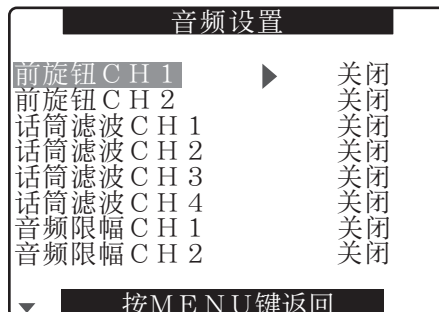 音频设置
前旋钮CH1 ▶ 关闭
前旋钮CH2 关闭
话筒滤波CH1 关闭
话筒滤波CH2 关闭
话筒滤波CH3 关闭
话筒滤波CH4 关闭
音频限幅CH1 关闭
音频限幅CH2 关闭
▼ 按MENU键返回